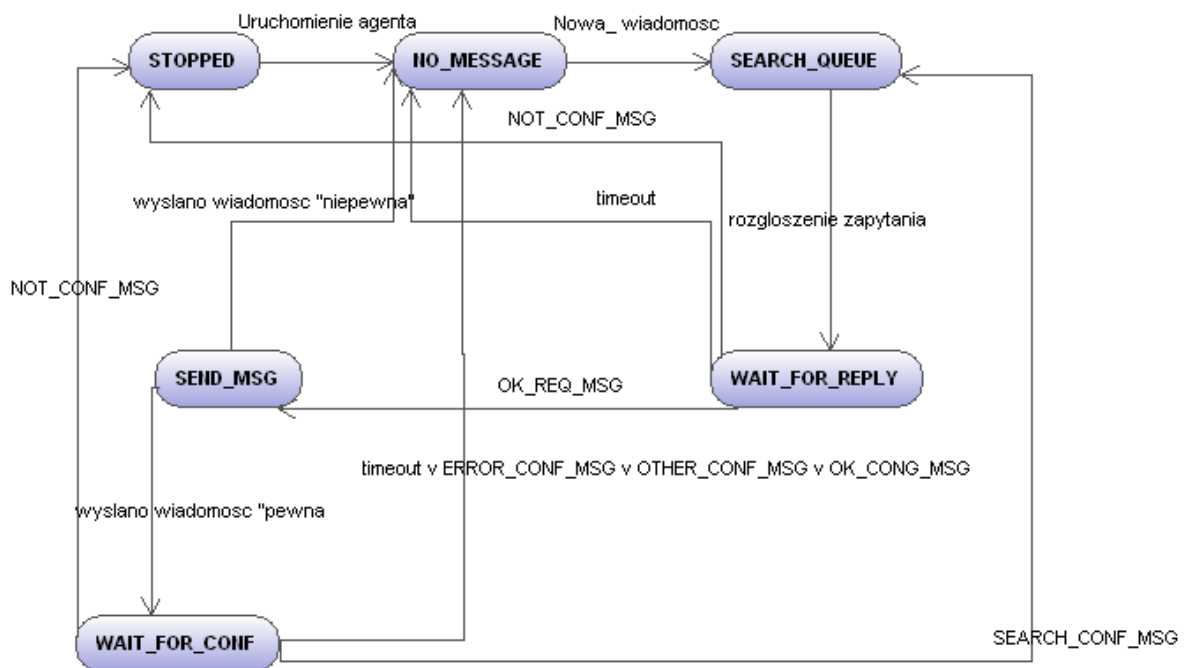 Uruchomienie agenta
Nowa_ wiadomosc
STOPPED
NO_MESSAGE
SEARCH_QUEUE
NOT_CONF_MSG
wyslano wiadomosc "niepewna"
timeout
rozgloszenie zapytania
NOT_CONF_MSG
SEND_MSG
WAIT_FOR_REPLY
OK_REQ_MSG
timeout v ERROR_CONF_MSG v OTHER_CONF_MSG v OK_CONG_MSG
wyslano wiadomosc "pewna
WAIT_FOR_CONF
SEARCH_CONF_MSG